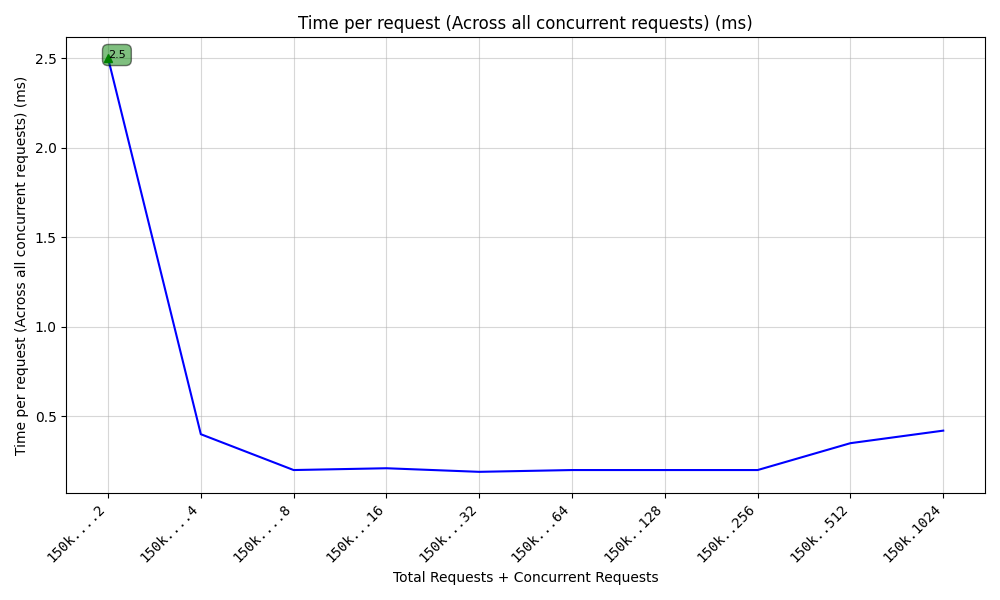 Time per request (Across all concurrent requests) (ms)
Time per request (Across all concurrent requests) (ms)
2.5
2.0
1.5
1.0
0.5
2.5
150k....2
150k....4
150k....8
150k...16
150k...32
150k...64
150k..128
150k..256
150k..512
150k.1024
Total Requests + Concurrent Requests